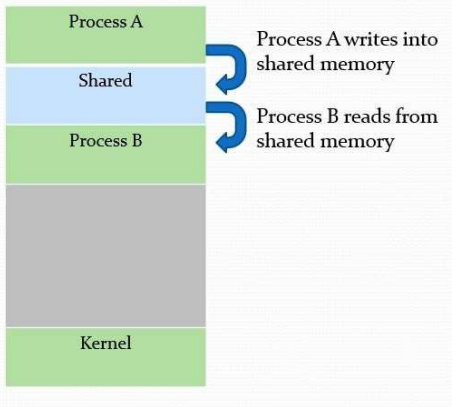 Process A
Process A writes into
shared memory
Shared
Process B reads from
shared memory
Process B
Kernel